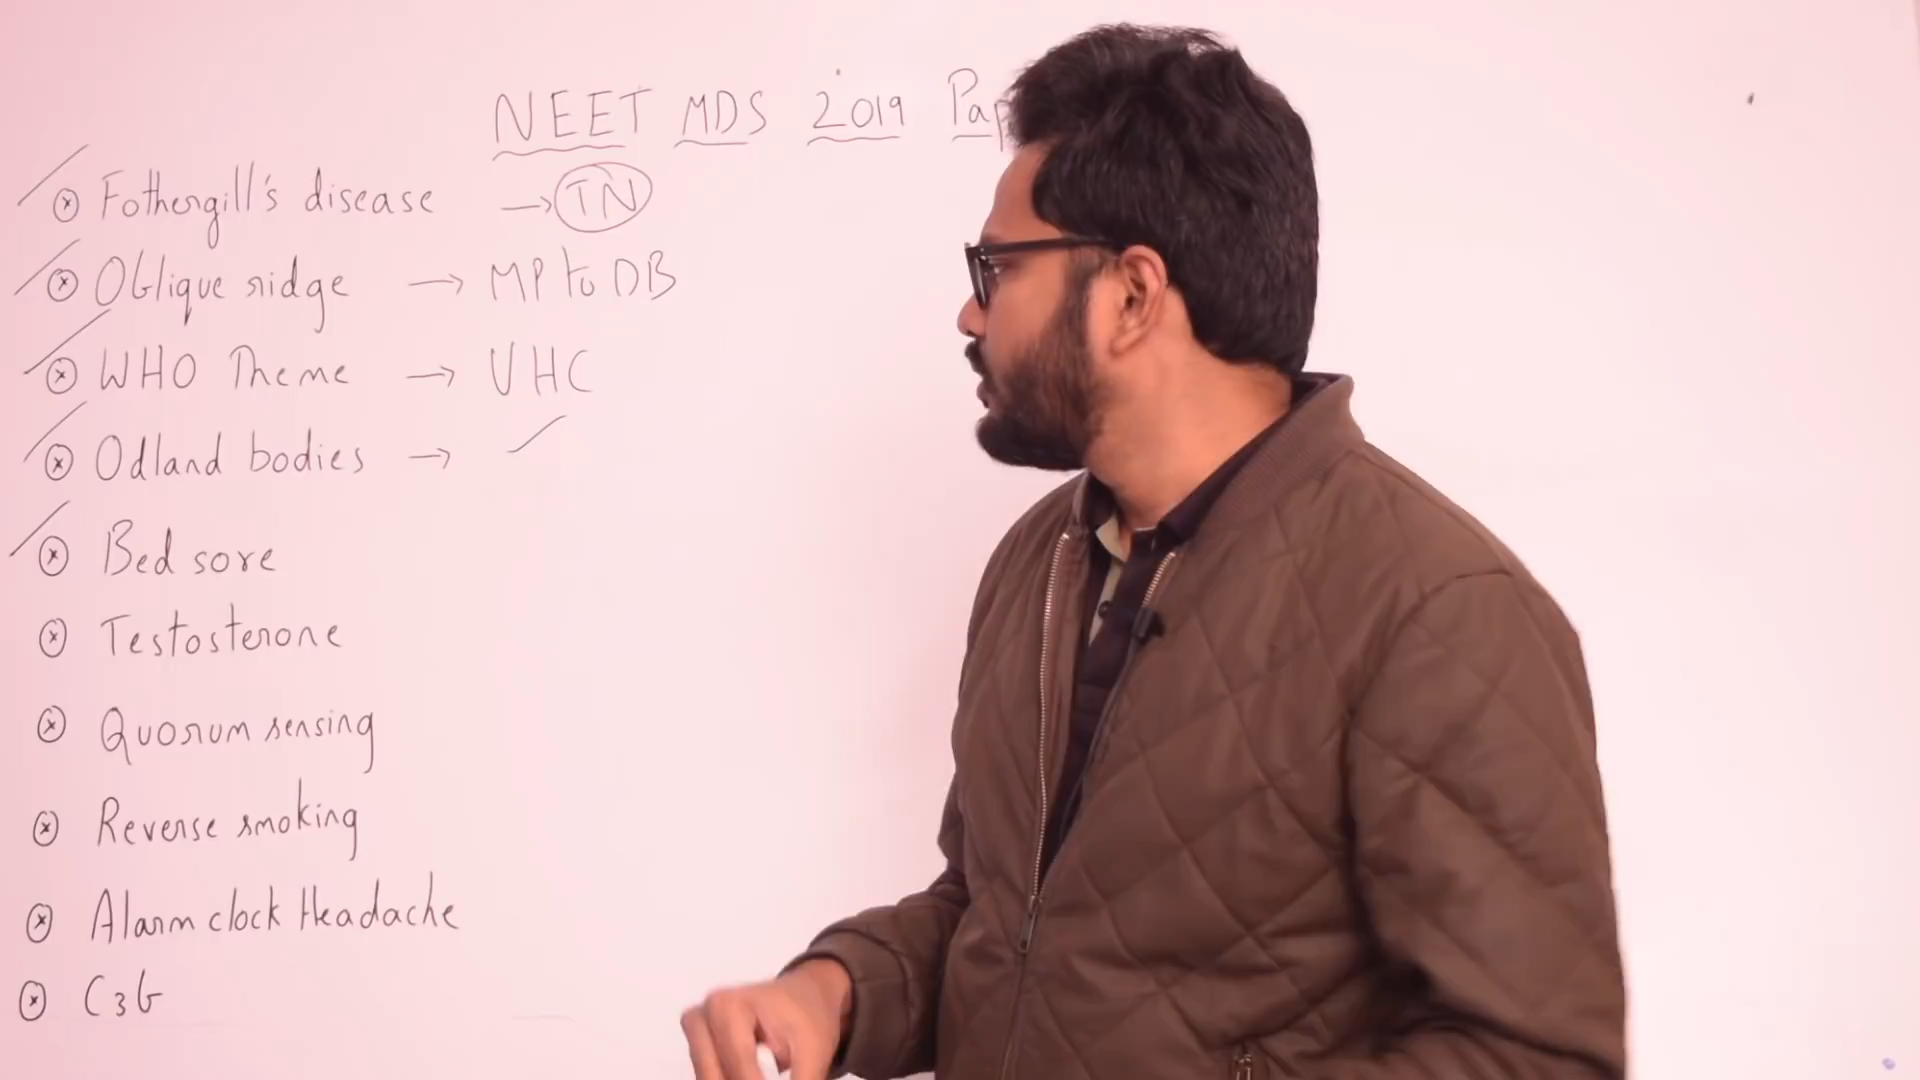 NEET MDS 2019 Pap
Fothergill's disease → TN
Oblique ridge → MP to DB
WHO Theme → UHC
Odland bodies →
Bed sore
Testosterone
Quorum sensing
Reverse smoking
Alarm clock Headache
C3G